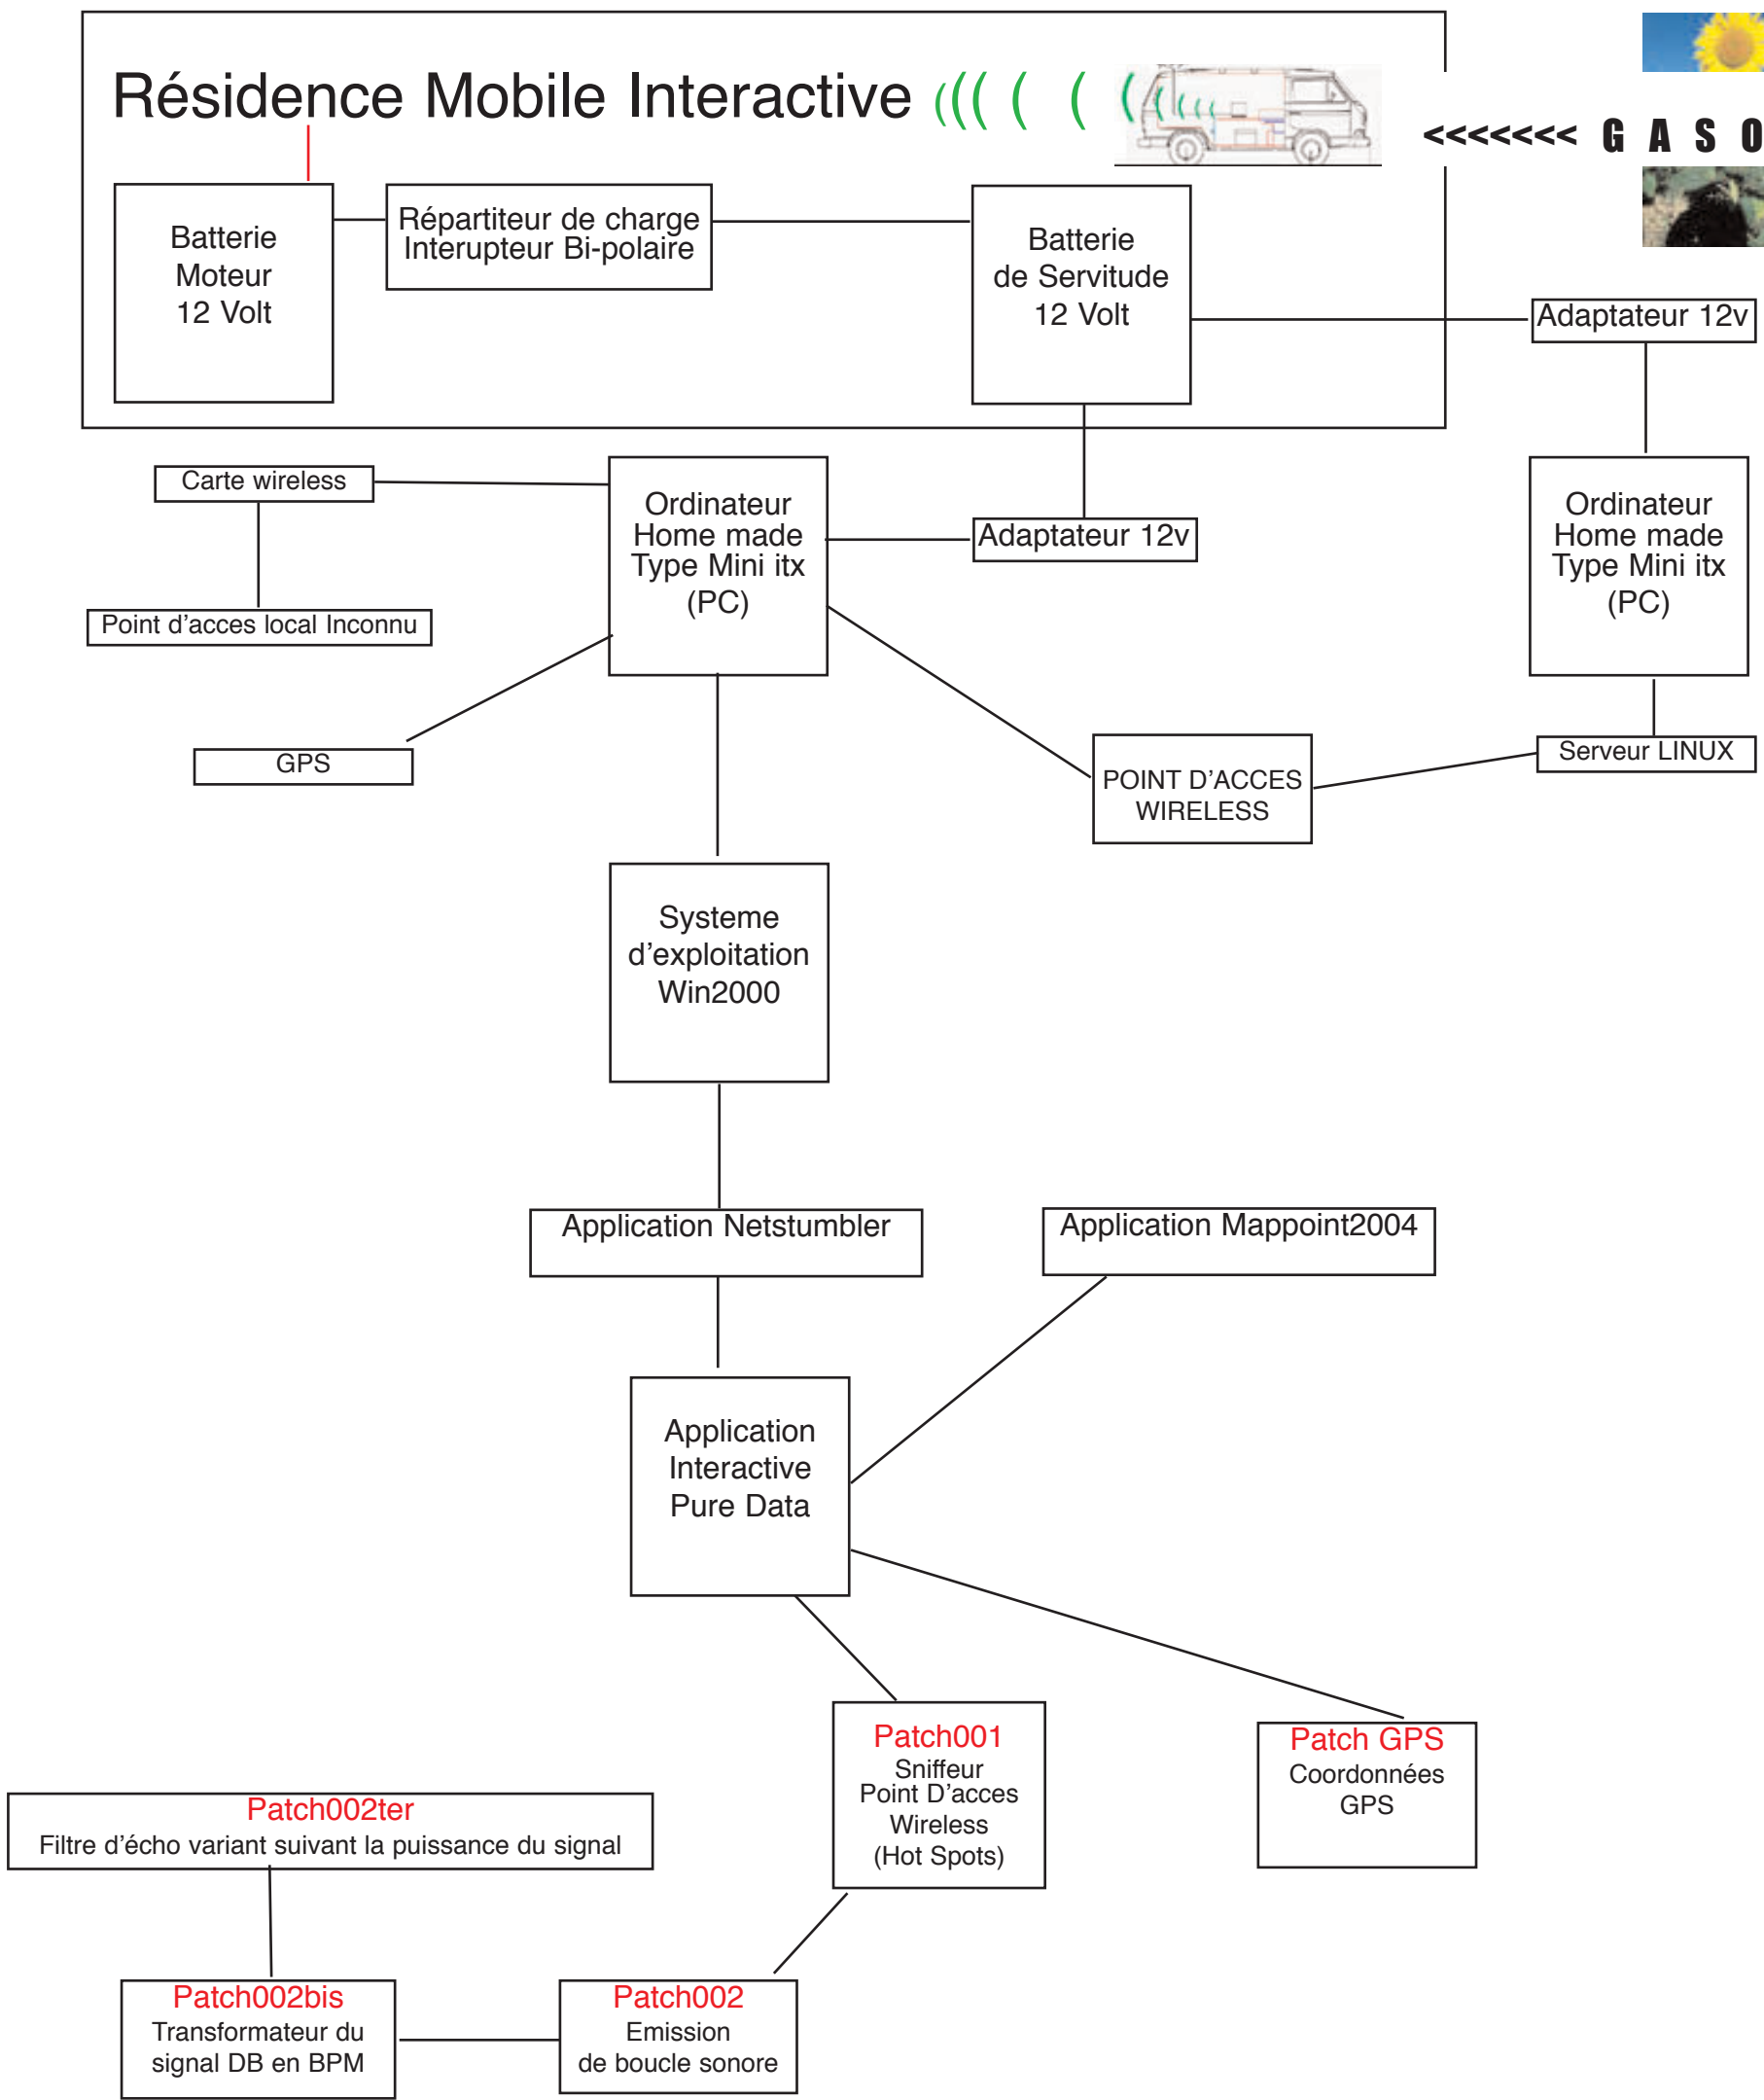 Résidence Mobile Interactive
<<<<<<< G A S O
Batterie
Moteur
12 Volt
Répartiteur de charge
Interupteur Bi-polaire
Batterie
de Servitude
12 Volt
Adaptateur 12v
Carte wireless
Ordinateur
Home made
Type Mini itx
(PC)
Adaptateur 12v
Ordinateur
Home made
Type Mini itx
(PC)
Point d’acces local Inconnu
GPS
POINT D’ACCES
WIRELESS
Serveur LINUX
Systeme
d’exploitation
Win2000
Application Netstumbler
Application Mappoint2004
Application
Interactive
Pure Data
Patch001
Sniffeur
Point D’acces
Wireless
(Hot Spots)
Patch GPS
Coordonnées
GPS
Patch002ter
Filtre d’écho variant suivant la puissance du signal
Patch002bis
Transformateur du
signal DB en BPM
Patch002
Emission
de boucle sonore